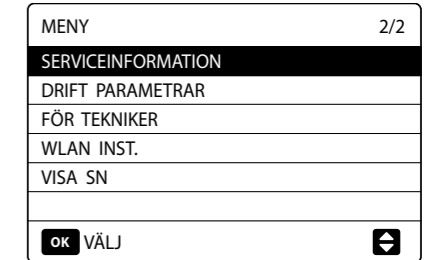 MENY 2/2
SERVICEINFORMATION
DRIFT PARAMETRAR
FÖR TEKNIKER
WLAN INST.
VISA SN
OK VÄLJ